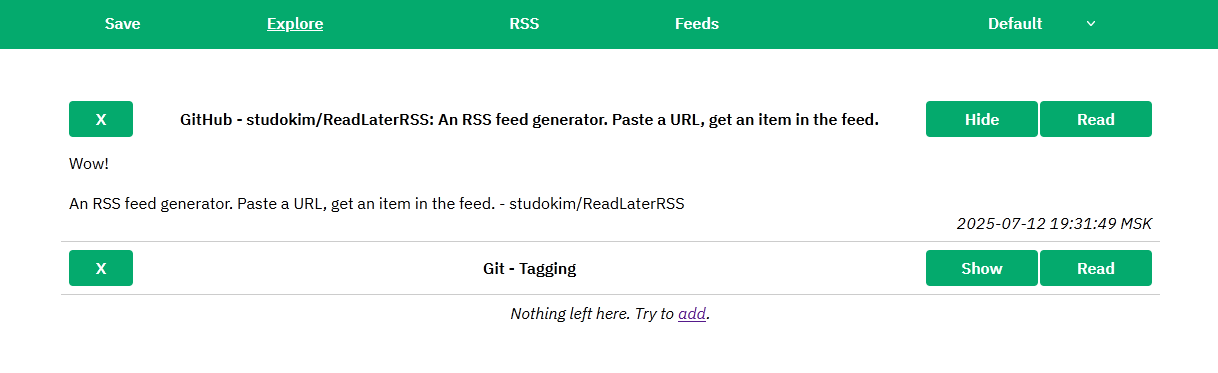 Save Explore RSS Feeds Default
X GitHub - studokim/ReadLaterRSS: An RSS feed generator. Paste a URL, get an item in the feed. Hide Read
Wow!
An RSS feed generator. Paste a URL, get an item in the feed. - studokim/ReadLaterRSS
2025-07-12 19:31:49 MSK
X Git - Tagging Show Read
Nothing left here. Try to add.